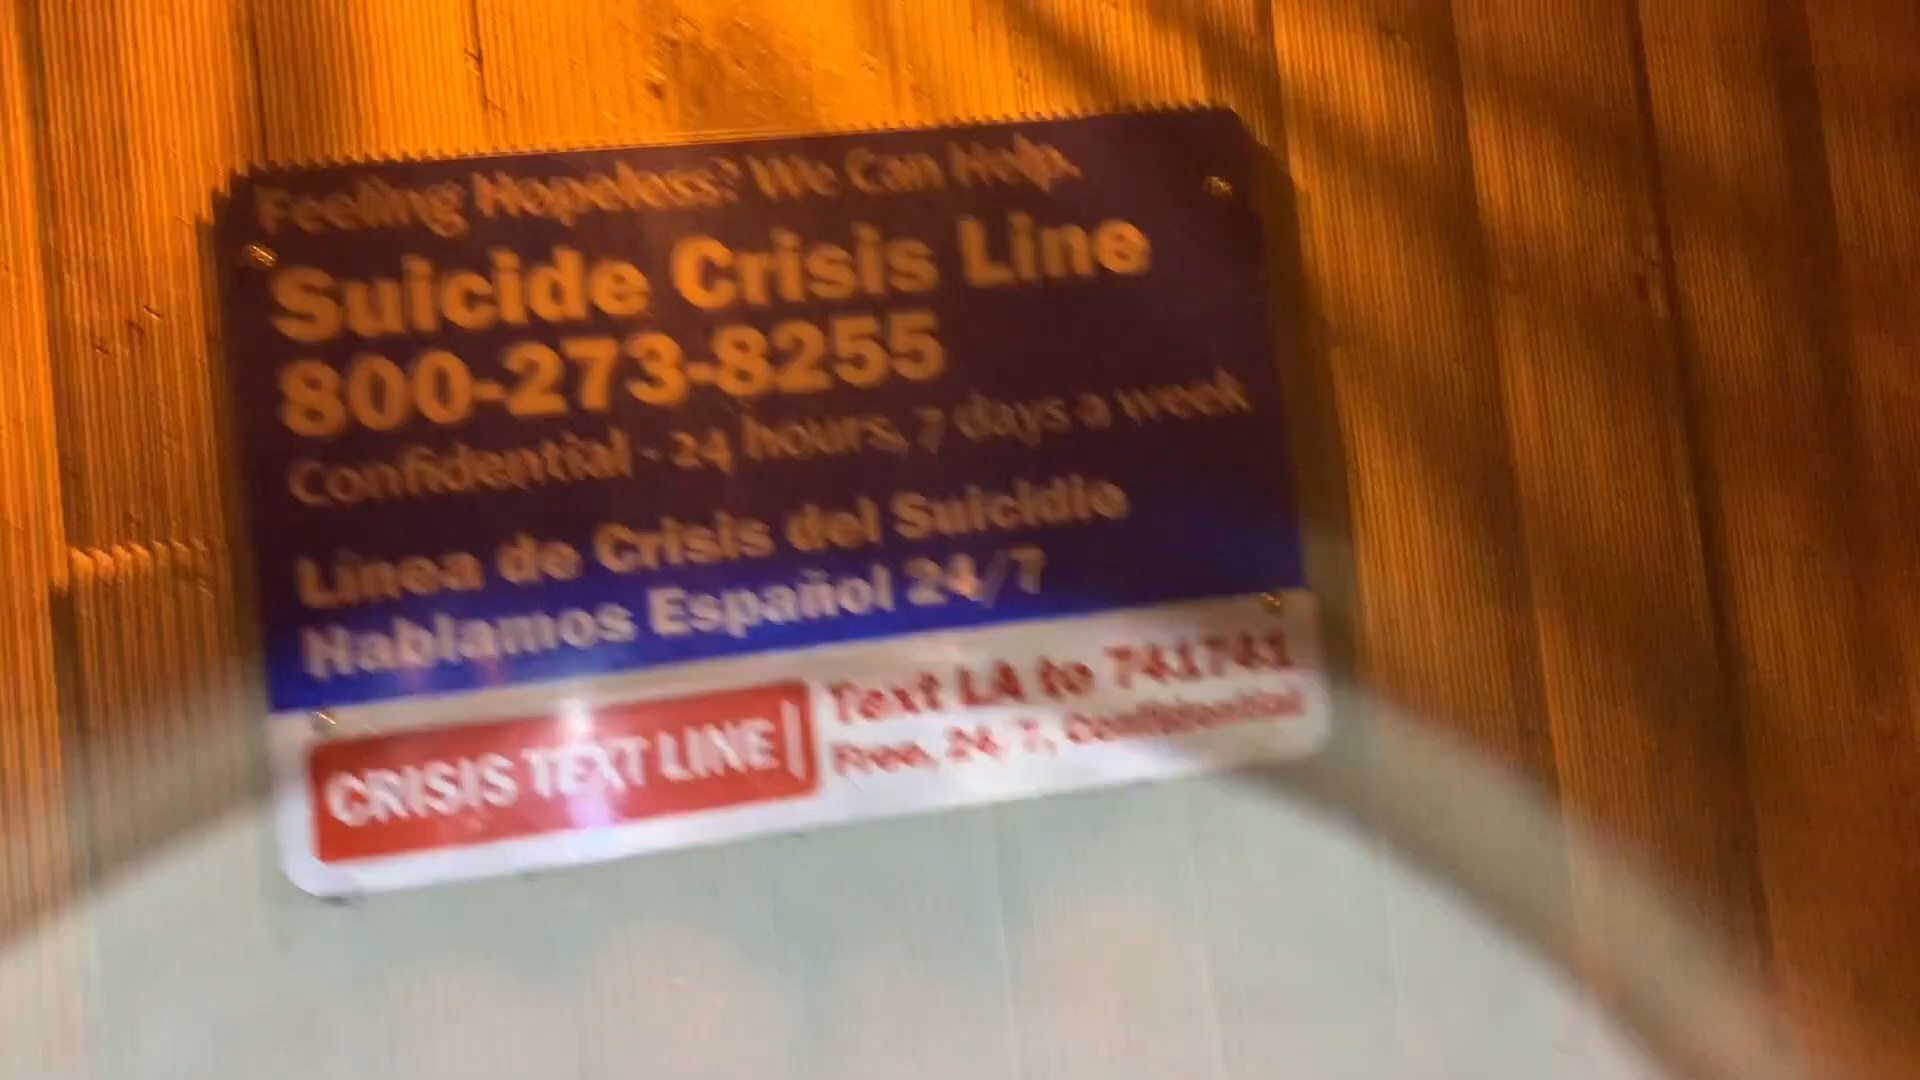 Feeling Hopeless? We Can Help.
Suicide Crisis Line
800-273-8255
Confidential - 24 hours, 7 days a week
Línea de Crisis del Suicidio
Hablamos Español 24/7
CRISIS TEXT LINE|
Text LA to 741741
Free, 24/7, Confidential